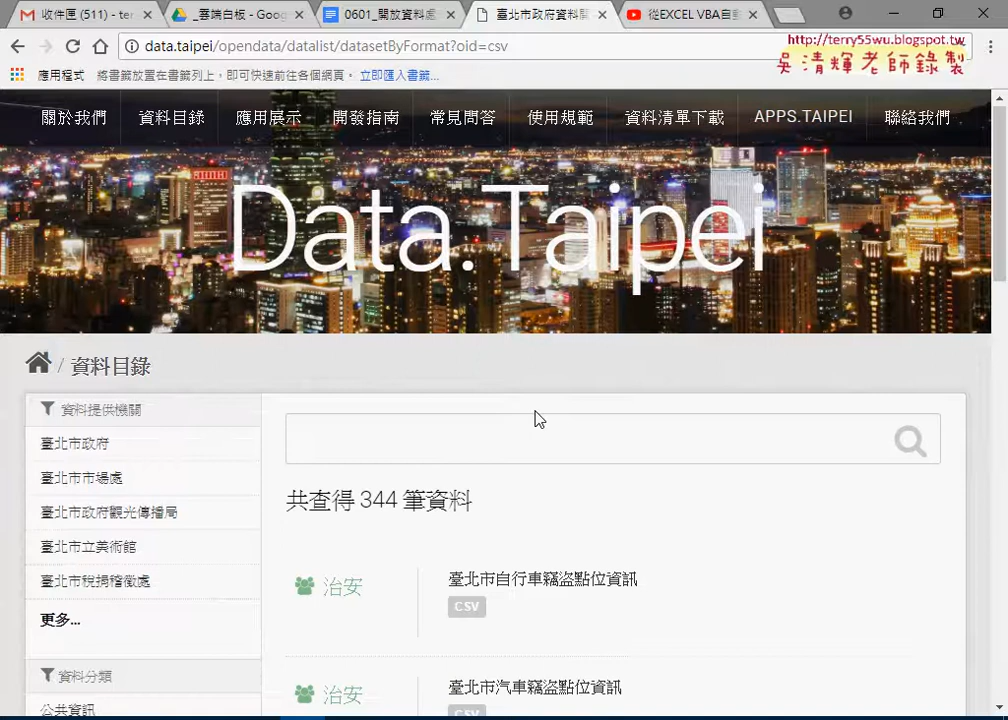 收件匣 (511) - ter
_雲端白板 - Goog
0601_開放資料處
臺北市政府資料開
從EXCEL VBA自動
data.taipei/opendata/datalist/datasetByFormat?oid=csv
http://terry55wu.blogspot.tw
吳清輝老師錄製
應用程式
將書籤放置在書籤列上，即可快速前往各個網頁。
立即匯入書籤...
關於我們
資料目錄
應用展示
開發指南
常見問答
使用規範
資料清單下載
APPS.TAIPEI
聯絡我們
Data.Taipei
/ 資料目錄
資料提供機關
臺北市政府
臺北市市場處
臺北市政府觀光傳播局
臺北市立美術館
臺北市稅捐稽徵處
更多...
資料分類
公共資訊
共查得 344 筆資料
治安
臺北市自行車竊盜點位資訊
CSV
治安
臺北市汽車竊盜點位資訊
CSV